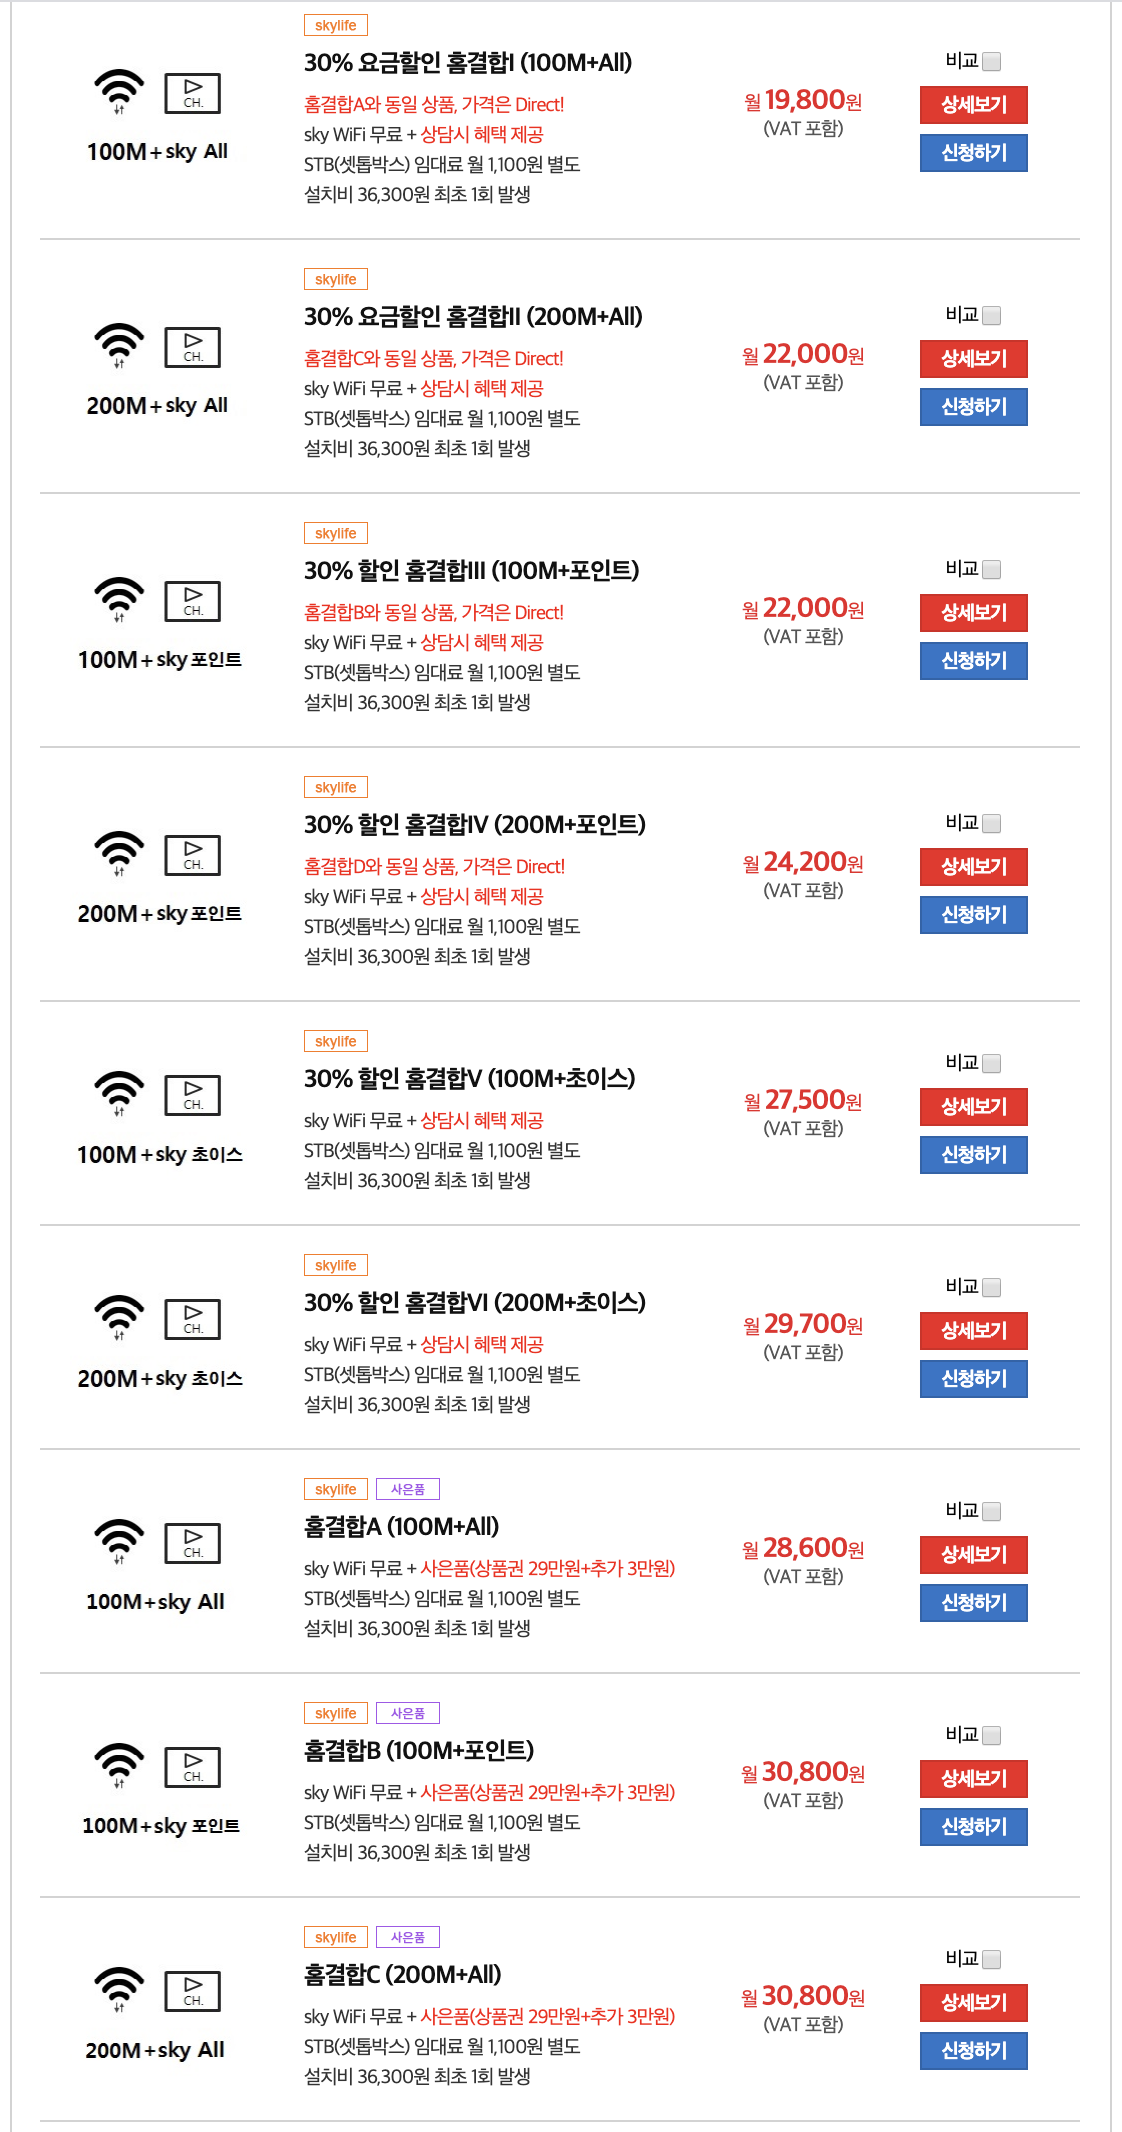 skylife
30% 요금할인 홈결합I (100M+All)
홈결합A와 동일 상품, 가격은 Direct!
sky WiFi 무료 + 상담시 혜택 제공
STB(셋톱박스) 임대료 월 1,100원 별도
설치비 36,300원 최초 1회 발생
CH.
100M+sky All
월 19,800원
(VAT 포함)
비교
상세보기
신청하기
skylife
30% 요금할인 홈결합II (200M+All)
홈결합C와 동일 상품, 가격은 Direct!
sky WiFi 무료 + 상담시 혜택 제공
STB(셋톱박스) 임대료 월 1,100원 별도
설치비 36,300원 최초 1회 발생
CH.
200M+sky All
월 22,000원
(VAT 포함)
비교
상세보기
신청하기
skylife
30% 할인 홈결합III (100M+포인트)
홈결합B와 동일 상품, 가격은 Direct!
sky WiFi 무료 + 상담시 혜택 제공
STB(셋톱박스) 임대료 월 1,100원 별도
설치비 36,300원 최초 1회 발생
CH.
100M+sky 포인트
월 22,000원
(VAT 포함)
비교
상세보기
신청하기
skylife
30% 할인 홈결합IV (200M+포인트)
홈결합D와 동일 상품, 가격은 Direct!
sky WiFi 무료 + 상담시 혜택 제공
STB(셋톱박스) 임대료 월 1,100원 별도
설치비 36,300원 최초 1회 발생
CH.
200M+sky 포인트
월 24,200원
(VAT 포함)
비교
상세보기
신청하기
skylife
30% 할인 홈결합V (100M+초이스)
sky WiFi 무료 + 상담시 혜택 제공
STB(셋톱박스) 임대료 월 1,100원 별도
설치비 36,300원 최초 1회 발생
CH.
100M+sky 초이스
월 27,500원
(VAT 포함)
비교
상세보기
신청하기
skylife
30% 할인 홈결합VI (200M+초이스)
sky WiFi 무료 + 상담시 혜택 제공
STB(셋톱박스) 임대료 월 1,100원 별도
설치비 36,300원 최초 1회 발생
CH.
200M+sky 초이스
월 29,700원
(VAT 포함)
비교
상세보기
신청하기
skylife 사은품
홈결합A (100M+All)
sky WiFi 무료 + 사은품(상품권 29만원+추가 3만원)
STB(셋톱박스) 임대료 월 1,100원 별도
설치비 36,300원 최초 1회 발생
CH.
100M+sky All
월 28,600원
(VAT 포함)
비교
상세보기
신청하기
skylife 사은품
홈결합B (100M+포인트)
sky WiFi 무료 + 사은품(상품권 29만원+추가 3만원)
STB(셋톱박스) 임대료 월 1,100원 별도
설치비 36,300원 최초 1회 발생
CH.
100M+sky 포인트
월 30,800원
(VAT 포함)
비교
상세보기
신청하기
skylife 사은품
홈결합C (200M+All)
sky WiFi 무료 + 사은품(상품권 29만원+추가 3만원)
STB(셋톱박스) 임대료 월 1,100원 별도
설치비 36,300원 최초 1회 발생
CH.
200M+sky All
월 30,800원
(VAT 포함)
비교
상세보기
신청하기